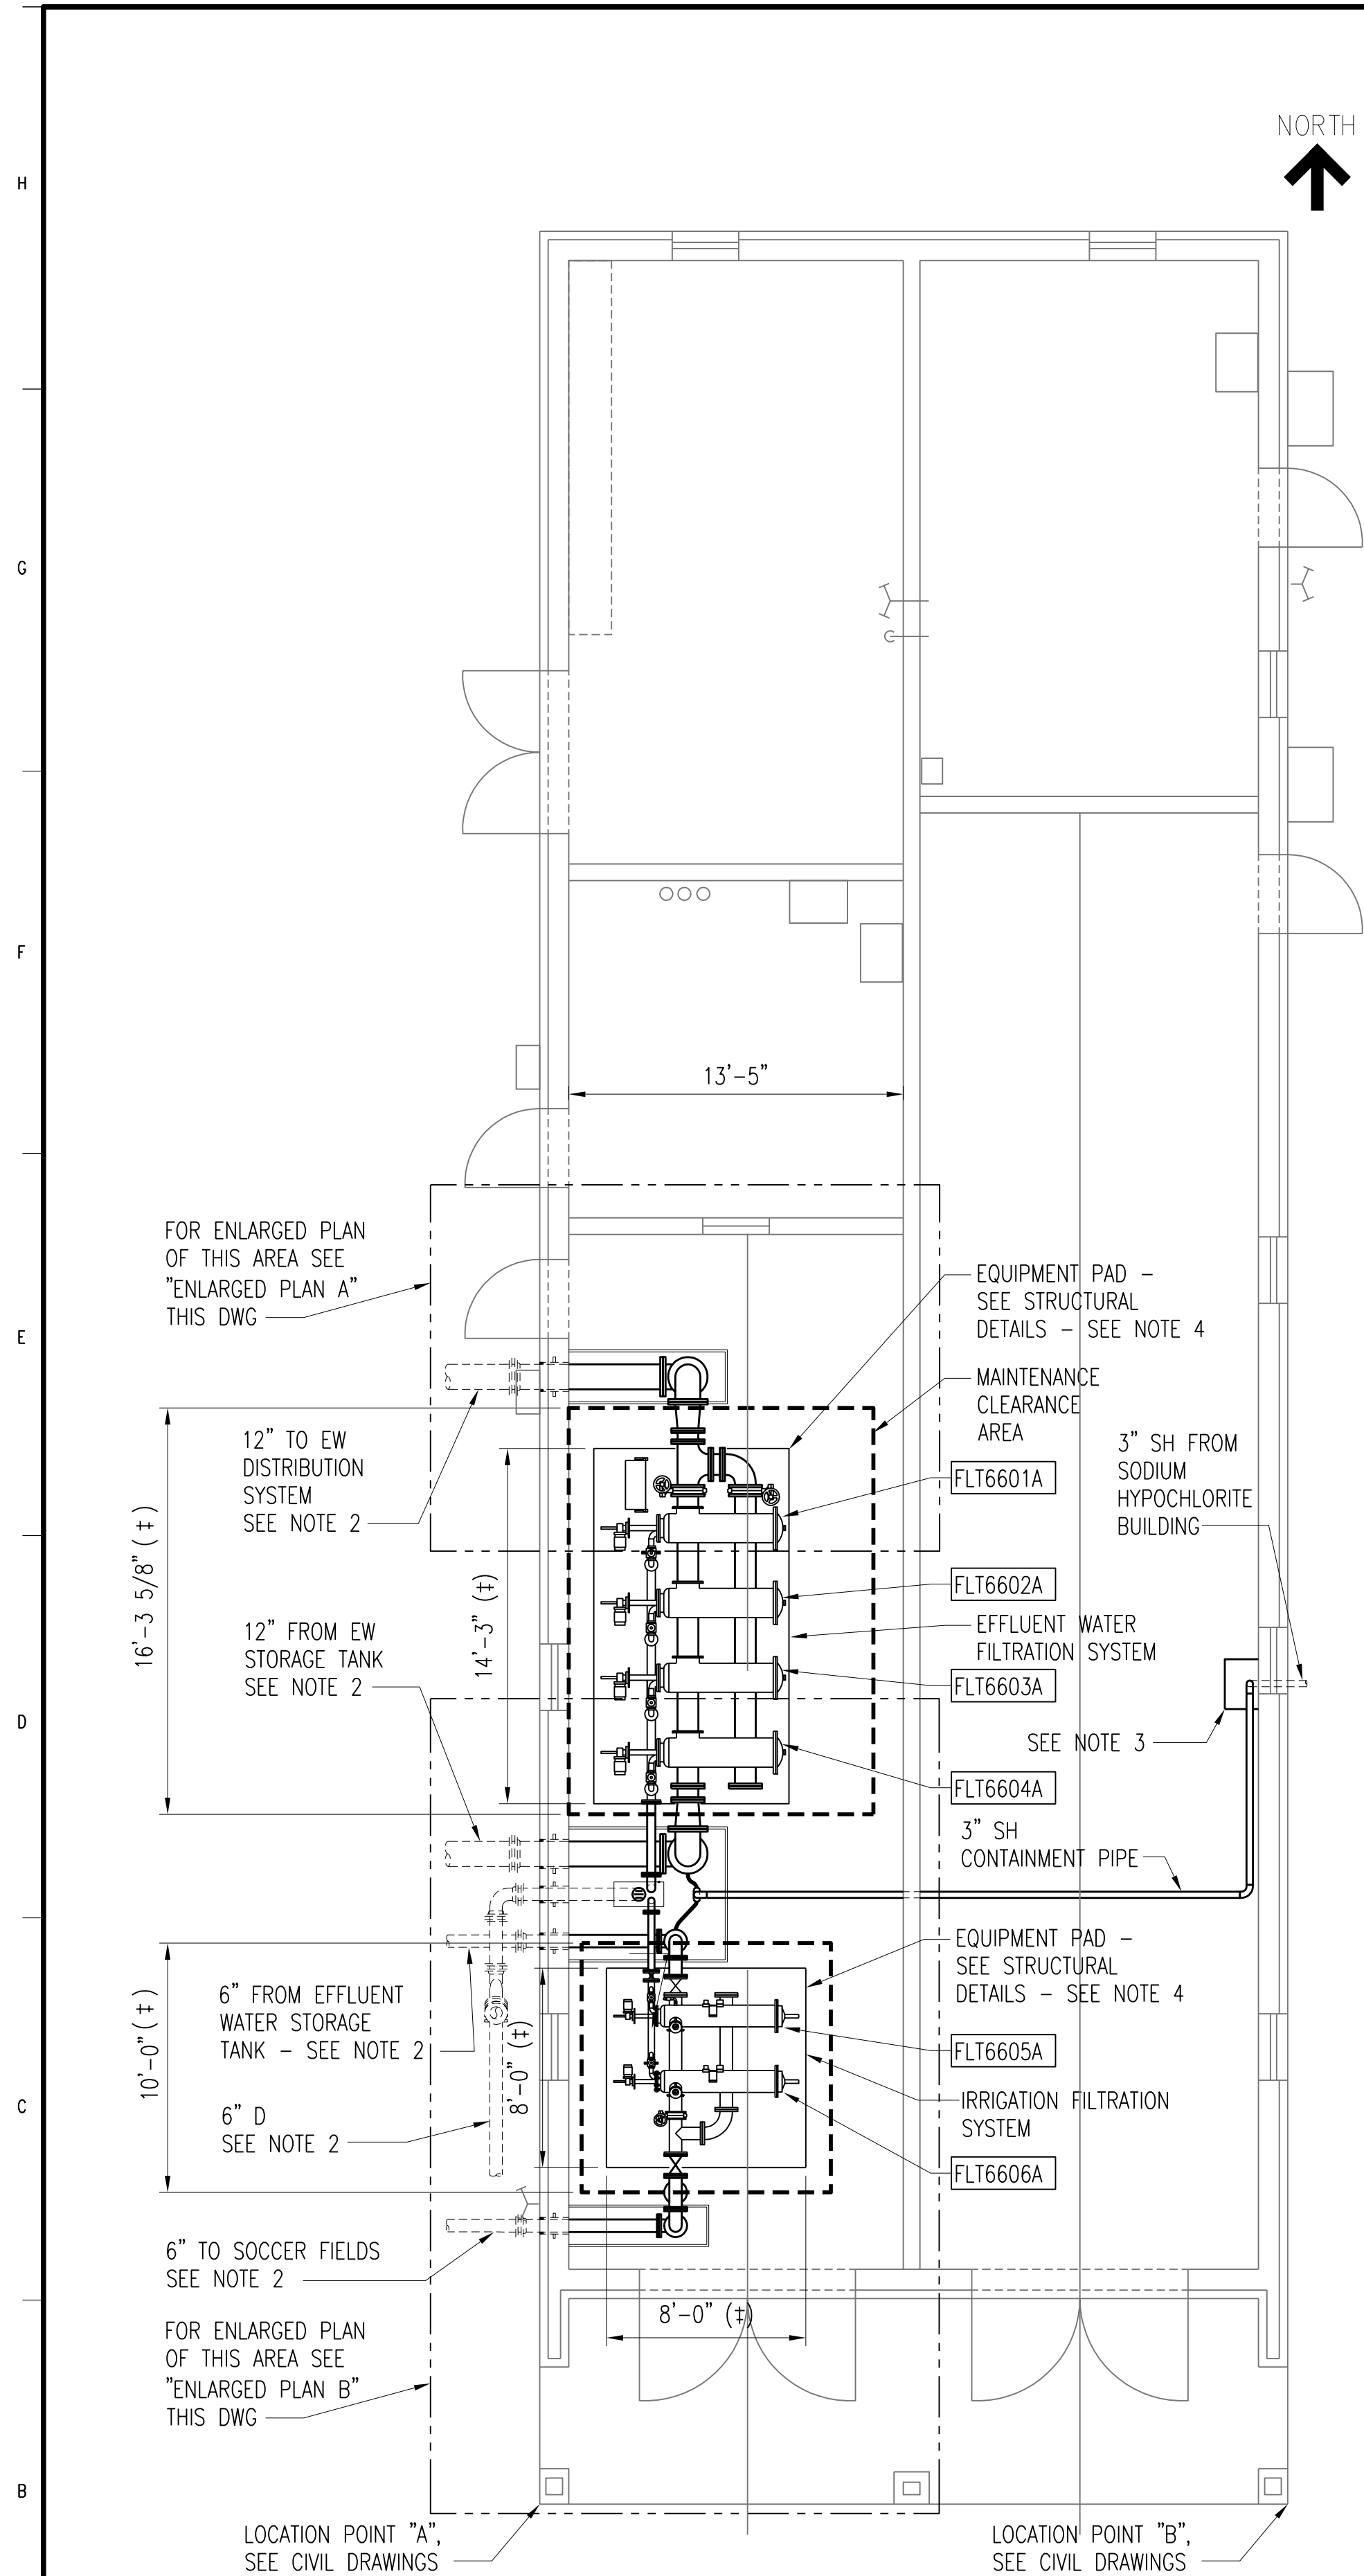 NORTH
H
G
F
13'-5"
FOR ENLARGED PLAN
OF THIS AREA SEE
"ENLARGED PLAN A"
THIS DWG
E
EQUIPMENT PAD –
SEE STRUCTURAL
DETAILS – SEE NOTE 4
MAINTENANCE
CLEARANCE
AREA
12" TO EW
DISTRIBUTION
SYSTEM
SEE NOTE 2
3" SH FROM
SODIUM
HYPOCHLORITE
BUILDING
FLT6601A
16'-3 5/8" (‡)
14'-3" (‡)
FLT6602A
12" FROM EW
STORAGE TANK
SEE NOTE 2
EFFLUENT WATER
FILTRATION SYSTEM
FLT6603A
D
SEE NOTE 3
FLT6604A
3" SH
CONTAINMENT PIPE
EQUIPMENT PAD –
SEE STRUCTURAL
DETAILS – SEE NOTE 4
6" FROM EFFLUENT
WATER STORAGE
TANK – SEE NOTE 2
10'-0" (‡)
8'-0" (‡)
FLT6605A
C
6" D
SEE NOTE 2
IRRIGATION FILTRATION
SYSTEM
FLT6606A
6" TO SOCCER FIELDS
SEE NOTE 2
8'-0" (‡)
FOR ENLARGED PLAN
OF THIS AREA SEE
"ENLARGED PLAN B"
THIS DWG
B
LOCATION POINT "A",
SEE CIVIL DRAWINGS
LOCATION POINT "B",
SEE CIVIL DRAWINGS